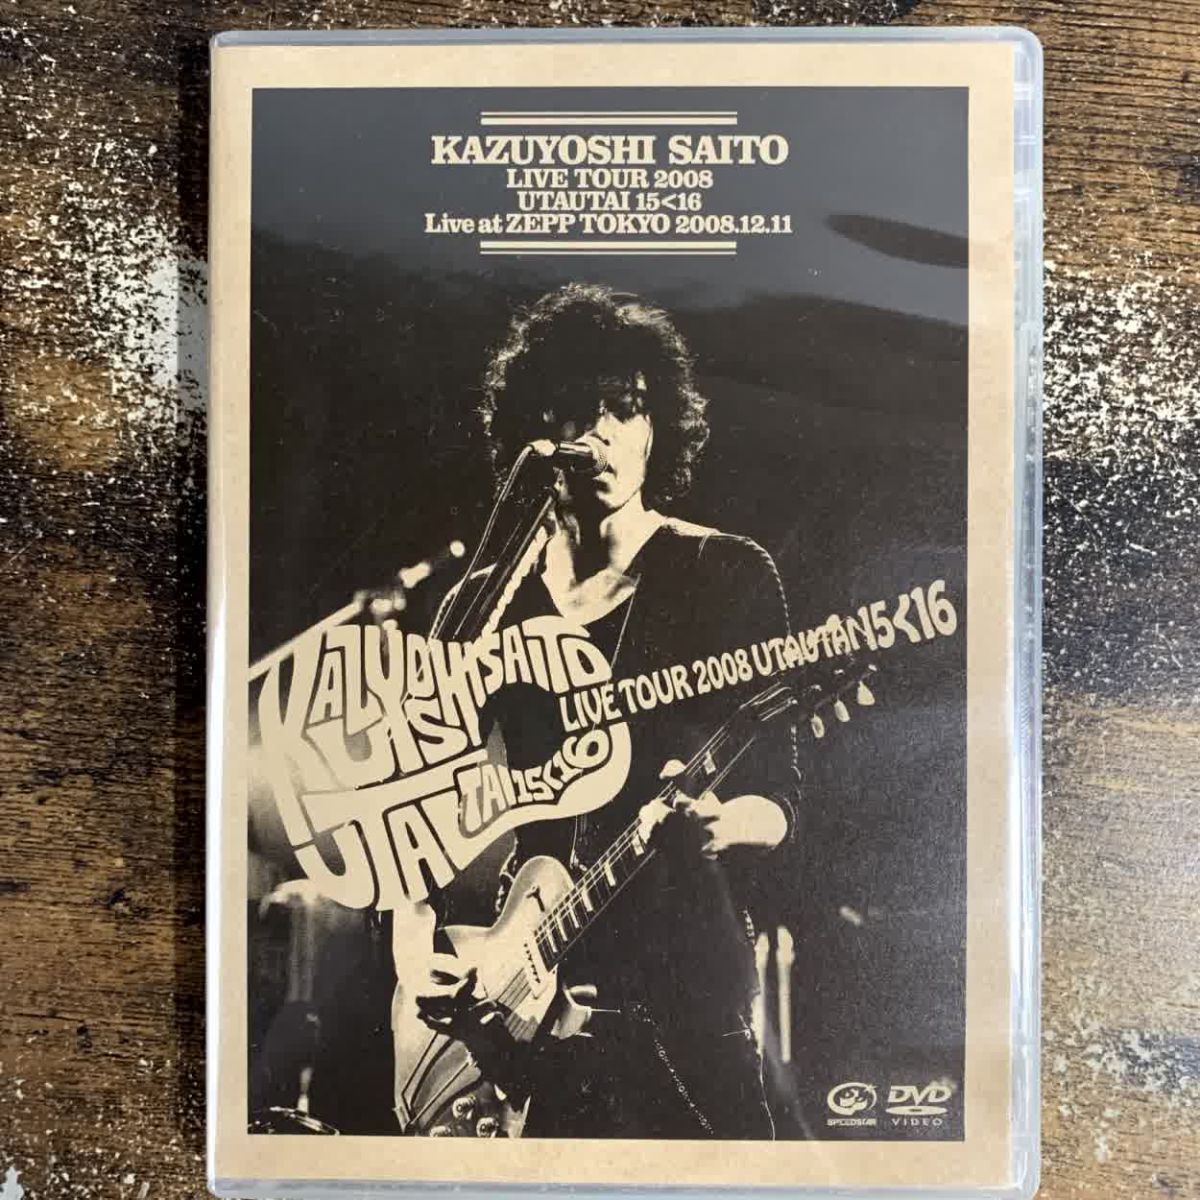 KAZUYOSHI SAITO
LIVE TOUR 2008
UTAUTAI 15<16
Live at ZEPP TOKYO 2008.12.11
KAZUYOSHI SAITO
LIVE TOUR 2008 UTAUTAI 15<16
UTAUTAI 15<16
SPEEDSTAR
DVD
VIDEO